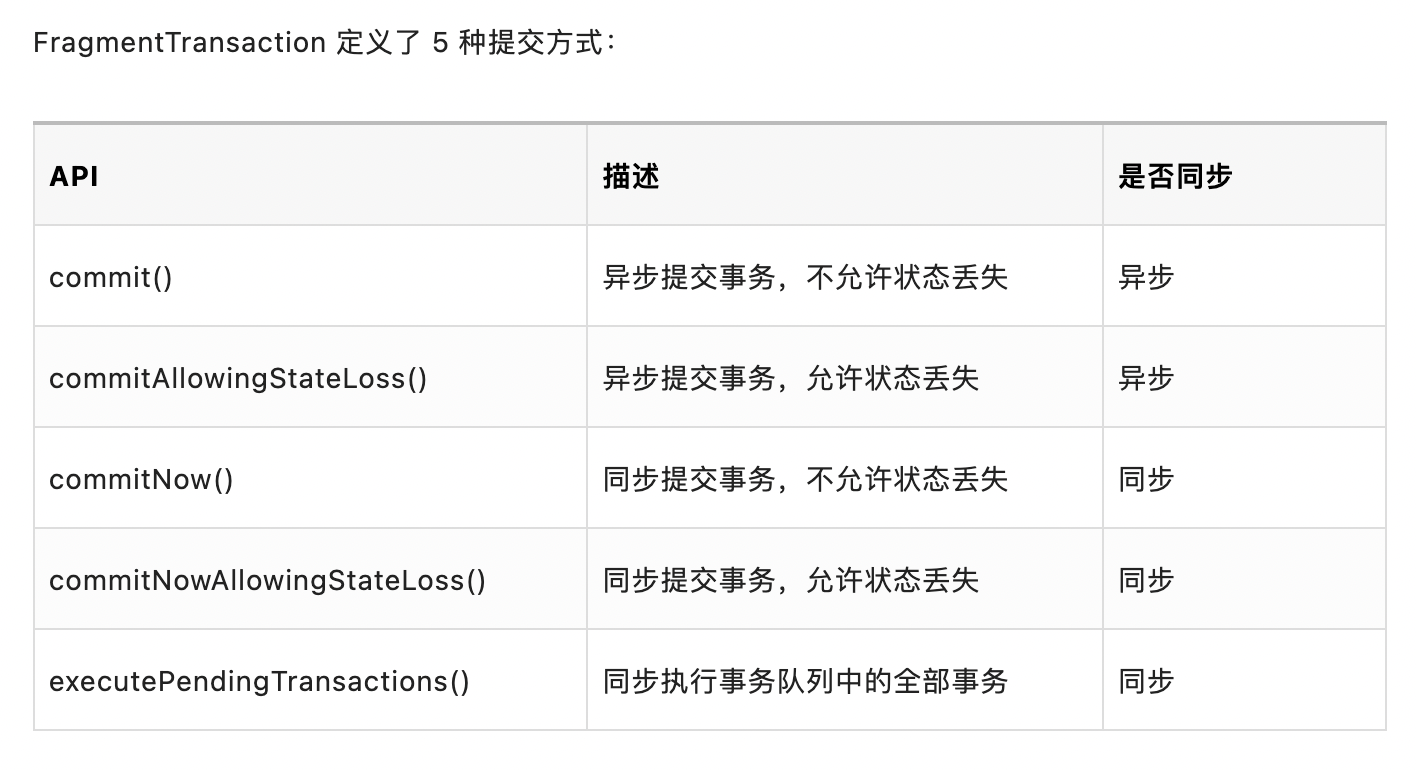 FragmentTransaction 定义了 5 种提交方式：
API 描述 是否同步
commit() 异步提交事务，不允许状态丢失 异步
commitAllowingStateLoss() 异步提交事务，允许状态丢失 异步
commitNow() 同步提交事务，不允许状态丢失 同步
commitNowAllowingStateLoss() 同步提交事务，允许状态丢失 同步
executePendingTransactions() 同步执行事务队列中的全部事务 同步